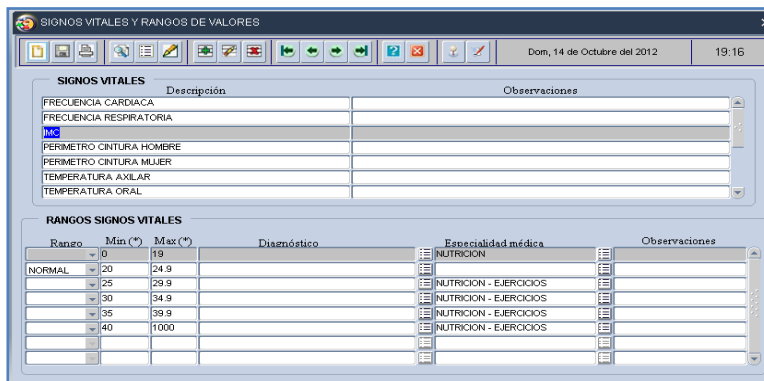 SIGNOS VITALES Y RANGOS DE VALORES
Dom, 14 de Octubre del 2012 19:16
SIGNOS VITALES
Descripción Observaciones
FRECUENCIA CARDIACA
FRECUENCIA RESPIRATORIA
IMC
PERIMETRO CINTURA HOMBRE
PERIMETRO CINTURA MUJER
TEMPERATURA AXILAR
TEMPERATURA ORAL
RANGOS SIGNOS VITALES
Rango Min (*) Max (*) Diagnóstico Especialidad médica Observaciones
0 19 NUTRICION
NORMAL 20 24.9
25 29.9 NUTRICION - EJERCICIOS
30 34.9 NUTRICION - EJERCICIOS
35 39.9 NUTRICION - EJERCICIOS
40 1000 NUTRICION - EJERCICIOS